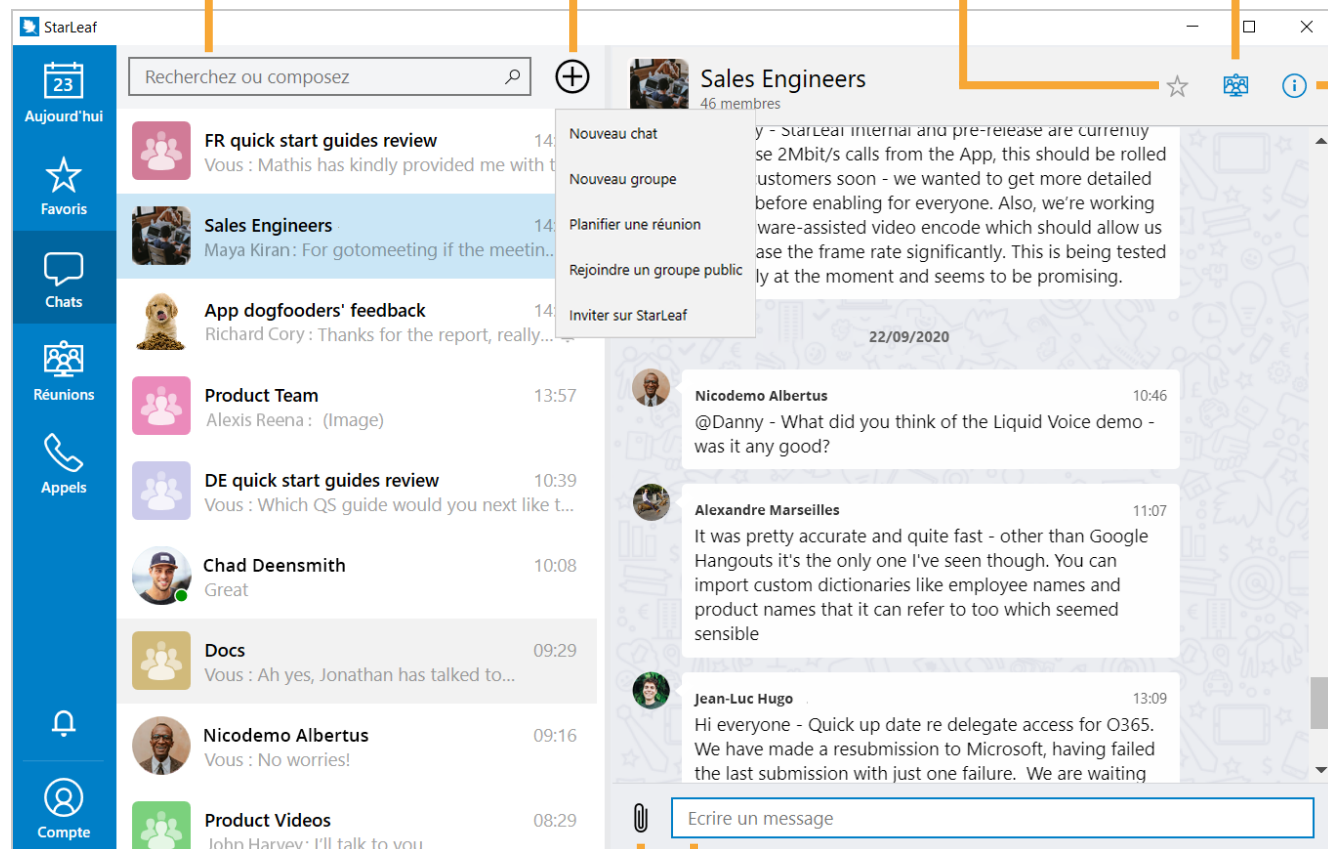 StarLeaf
23
Aujourd'hui
Favoris
Chats
Réunions
Appels
Compte
Recherchez ou composez
FR quick start guides review 14:
Vous : Mathis has kindly provided me with t
Sales Engineers 14:
Maya Kiran: For gotomeeting if the meetin...
App dogfooders' feedback 14:
Richard Cory : Thanks for the report, really...
Product Team 13:57
Alexis Reena : (Image)
DE quick start guides review 10:39
Vous : Which QS guide would you next like t...
Chad Deensmith 10:08
Great
Docs 09:29
Vous : Ah yes, Jonathan has talked to...
Nicodemo Albertus 09:16
Vous : No worries!
Product Videos 08:29
John Harvey: I'll talk to you
Nouveau chat
Nouveau groupe
Planifier une réunion
Rejoindre un groupe public
Inviter sur StarLeaf
Sales Engineers
46 membres
y - StarLeaf internal and pre-release are currently
se 2Mbit/s calls from the App, this should be rolled
ustomers soon - we wanted to get more detailed
before enabling for everyone. Also, we're working
ware-assisted video encode which should allow us
ase the frame rate significantly. This is being tested
ly at the moment and seems to be promising.
22/09/2020
Nicodemo Albertus 10:46
@Danny - What did you think of the Liquid Voice demo -
was it any good?
Alexandre Marseilles 11:07
It was pretty accurate and quite fast - other than Google
Hangouts it's the only one I've seen though. You can
import custom dictionaries like employee names and
product names that it can refer to too which seemed
sensible
Jean-Luc Hugo 13:09
Hi everyone - Quick up date re delegate access for O365.
We have made a resubmission to Microsoft, having failed
the last submission with just one failure. We are waiting
Ecrire un message